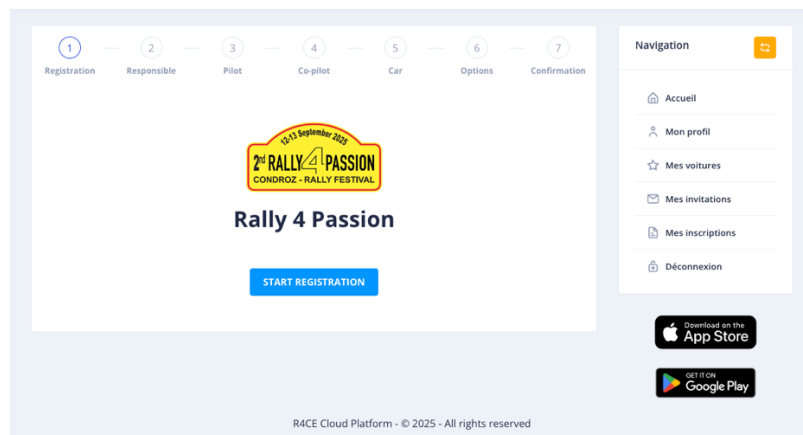 1 2 3 4 5 6 7
Registration Responsible Pilot Co-pilot Car Options Confirmation
12-13 September 2025
2nd RALLY 4 PASSION
CONDROZ - RALLY FESTIVAL
Rally 4 Passion
START REGISTRATION
Navigation
Accueil
Mon profil
Mes voitures
Mes invitations
Mes inscriptions
Déconnexion
Download on the
App Store
GET IT ON
Google Play
R4CE Cloud Platform - © 2025 - All rights reserved